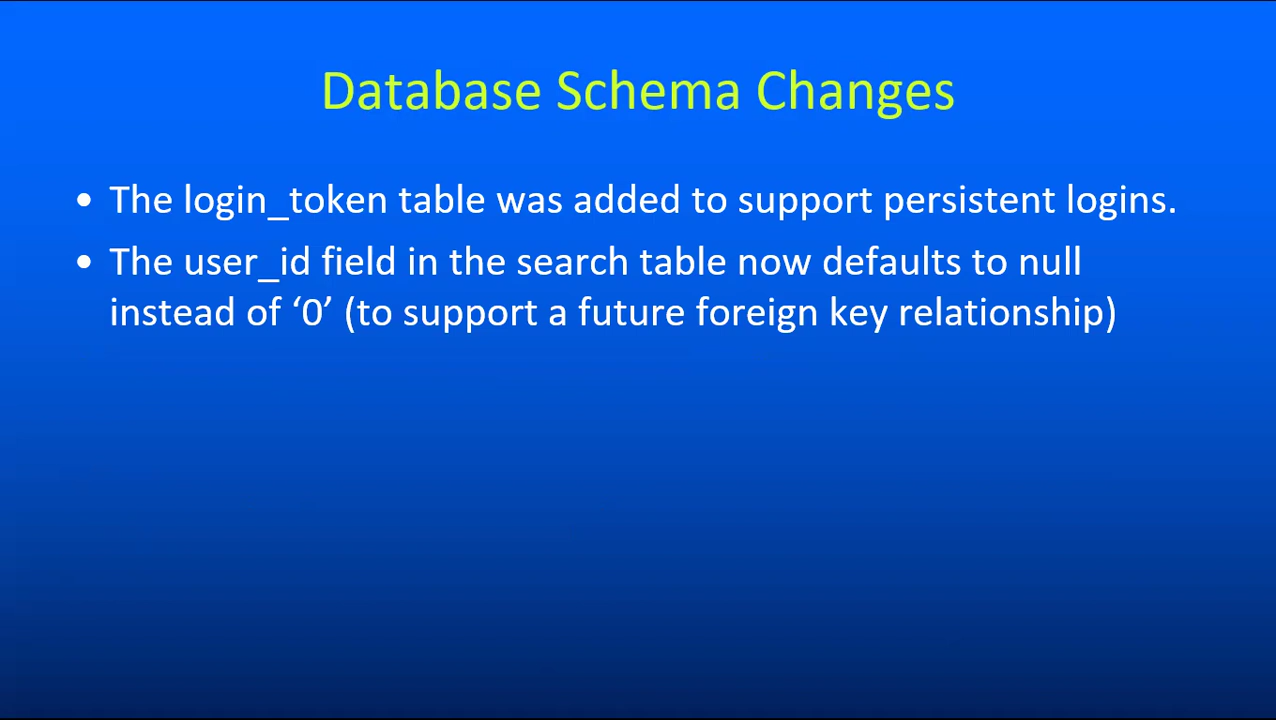 Database Schema Changes
• The login_token table was added to support persistent logins.
• The user_id field in the search table now defaults to null
instead of ‘0’ (to support a future foreign key relationship)